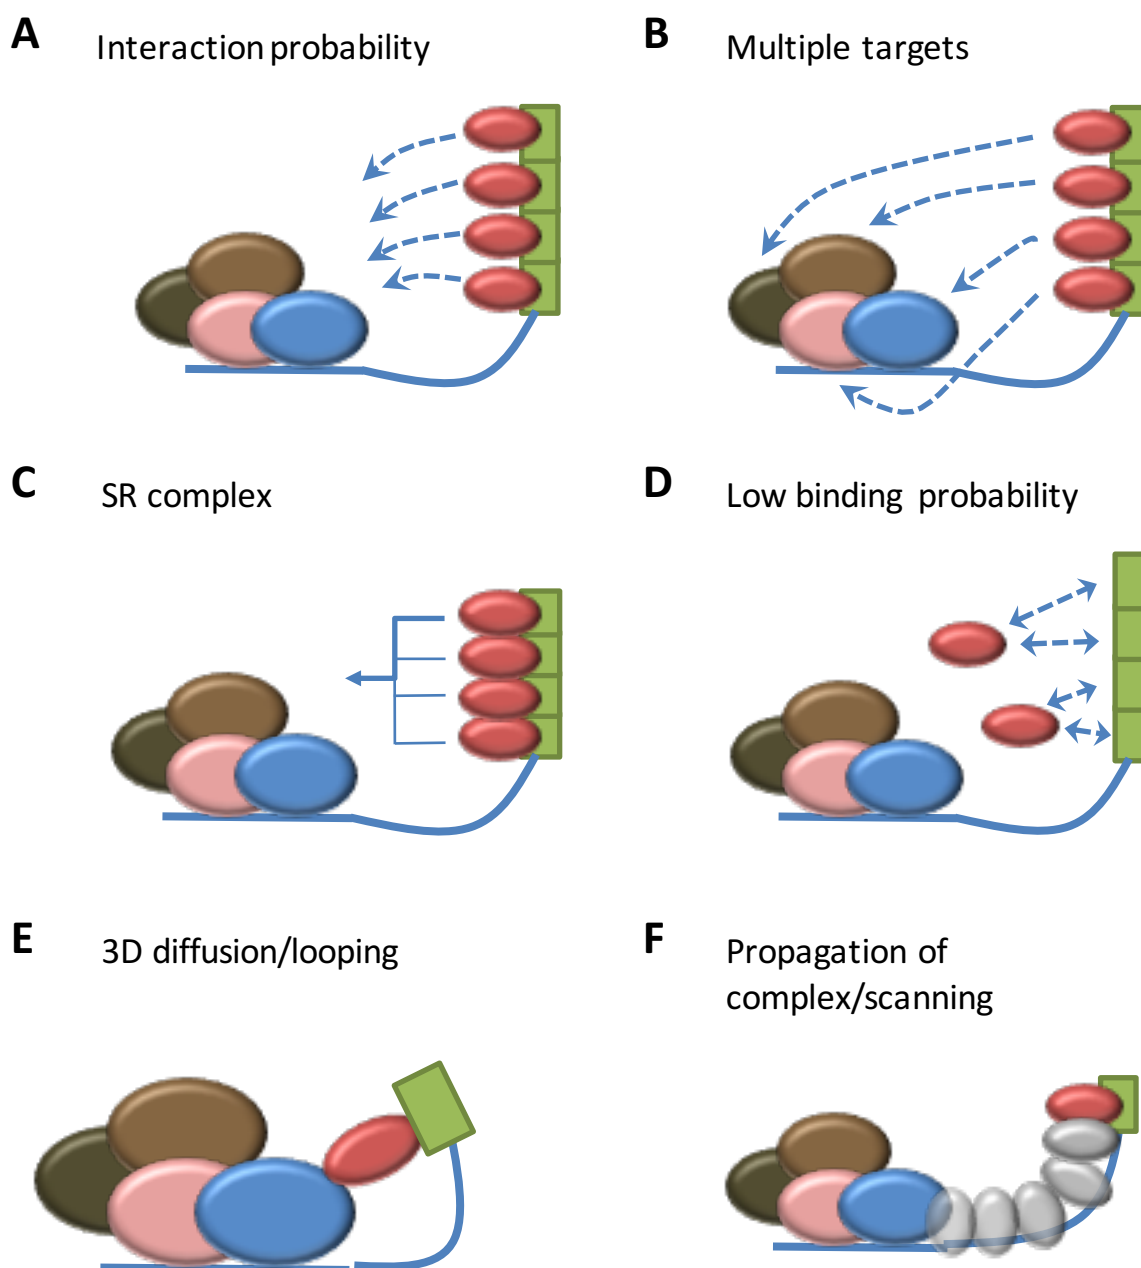 A Interaction probability
B Multiple targets
C SR complex
D Low binding probability
E 3D diffusion/looping
F Propagation of
complex/scanning